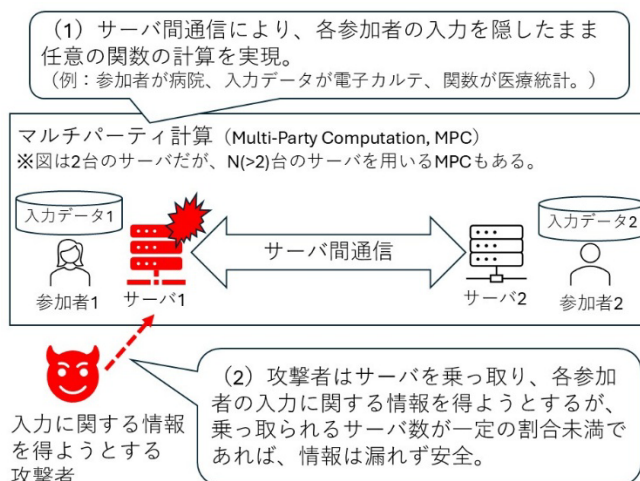 （1）サーバ間通信により、各参加者の入力を隠したまま
任意の関数の計算を実現。
（例：参加者が病院、入力データが電子カルテ、関数が医療統計。）
マルチパーティ計算（Multi-Party Computation, MPC）
※図は2台のサーバだが、N(>2)台のサーバを用いるMPCもある。
入力データ1
参加者1
サーバ1
サーバ間通信
サーバ2
入力データ2
参加者2
入力に関する情報
を得ようとする
攻撃者
（2）攻撃者はサーバを乗っ取り、各参加
者の入力に関する情報を得ようとするが、
乗っ取られるサーバ数が一定の割合未満で
あれば、情報は漏れず安全。